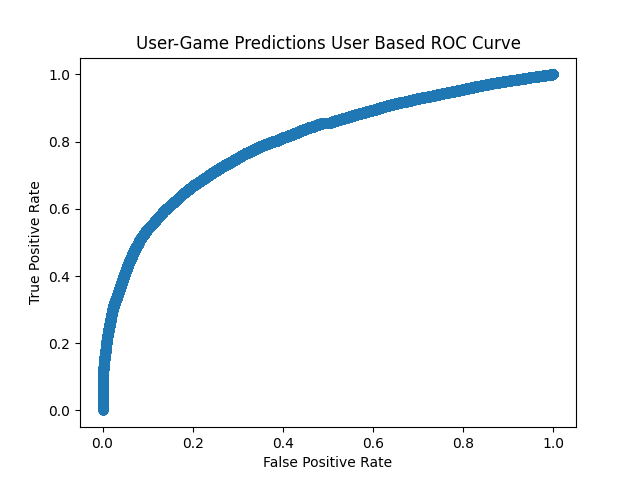 User-Game Predictions User Based ROC Curve
1.0
0.8
0.6
0.4
0.2
0.0
True Positive Rate
0.0 0.2 0.4 0.6 0.8 1.0
False Positive Rate